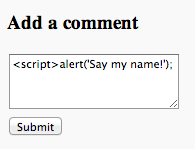 Add a comment
<script>alert('Say my name!');
Submit